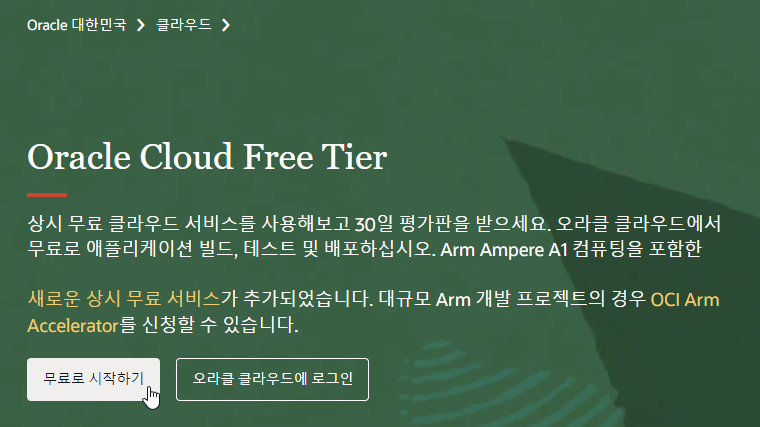 Oracle 대한민국 > 클라우드 >
Oracle Cloud Free Tier
상시 무료 클라우드 서비스를 사용해보고 30일 평가판을 받으세요. 오라클 클라우드에서
무료로 애플리케이션 빌드, 테스트 및 배포하십시오. Arm Ampere A1 컴퓨팅을 포함한
새로운 상시 무료 서비스가 추가되었습니다. 대규모 Arm 개발 프로젝트의 경우 OCI Arm
Accelerator를 신청할 수 있습니다.
무료로 시작하기 오라클 클라우드에 로그인